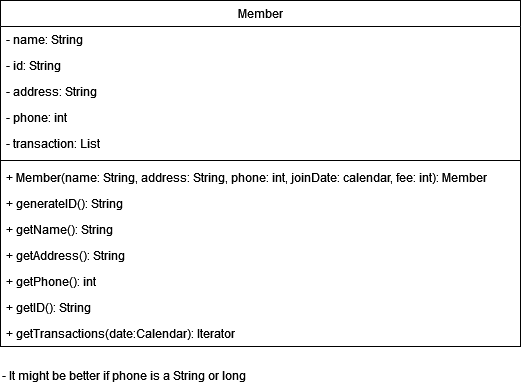 Member
- name: String
- id: String
- address: String
- phone: int
- transaction: List
+ Member(name: String, address: String, phone: int, joinDate: calendar, fee: int): Member
+ generateID(): String
+ getName(): String
+ getAddress(): String
+ getPhone(): int
+ getID(): String
+ getTransactions(date:Calendar): Iterator
- It might be better if phone is a String or long